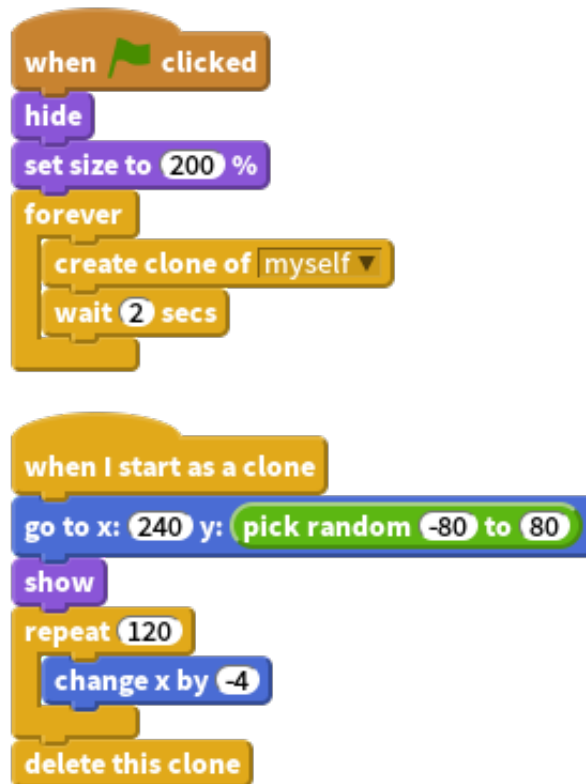 when clicked
hide
set size to 200 %
forever
create clone of myself
wait 2 secs
when I start as a clone
go to x: 240 y: pick random -80 to 80
show
repeat 120
change x by -4
delete this clone